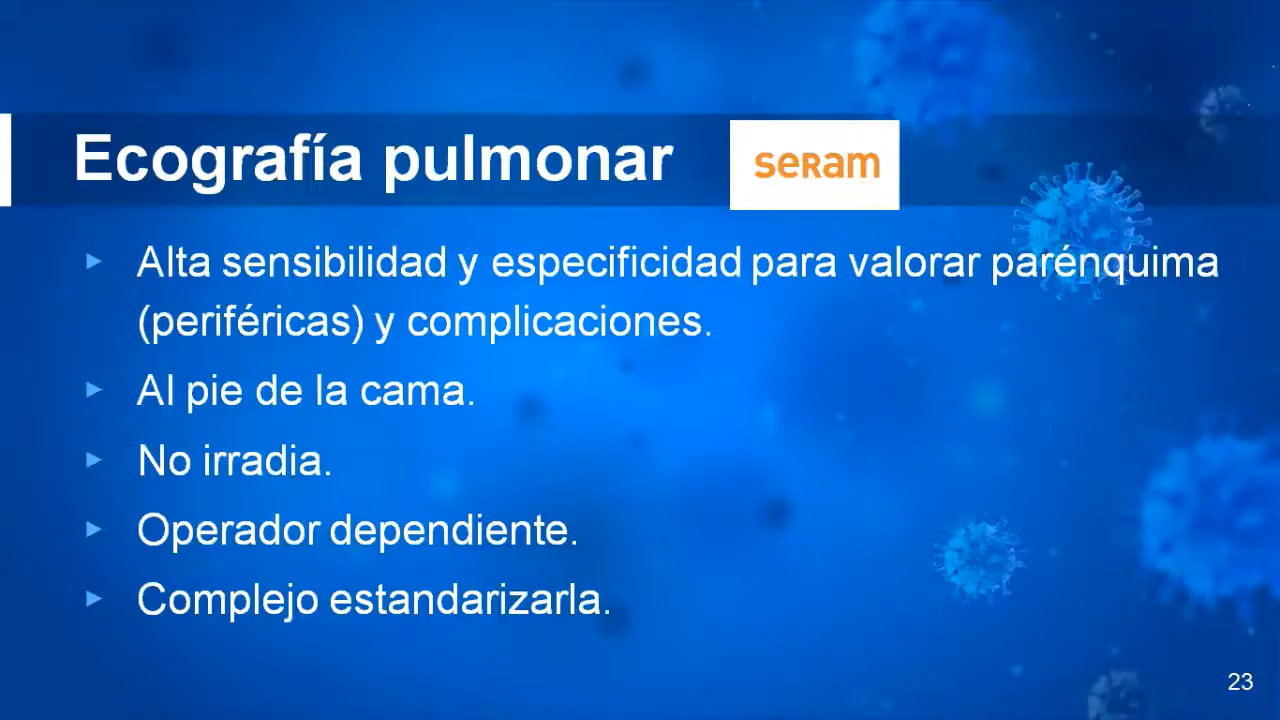 Ecografía pulmonar
seRam
Alta sensibilidad y especificidad para valorar parénquima
(periféricas) y complicaciones.
Al pie de la cama.
No irradia.
Operador dependiente.
Complejo estandarizarla.
23